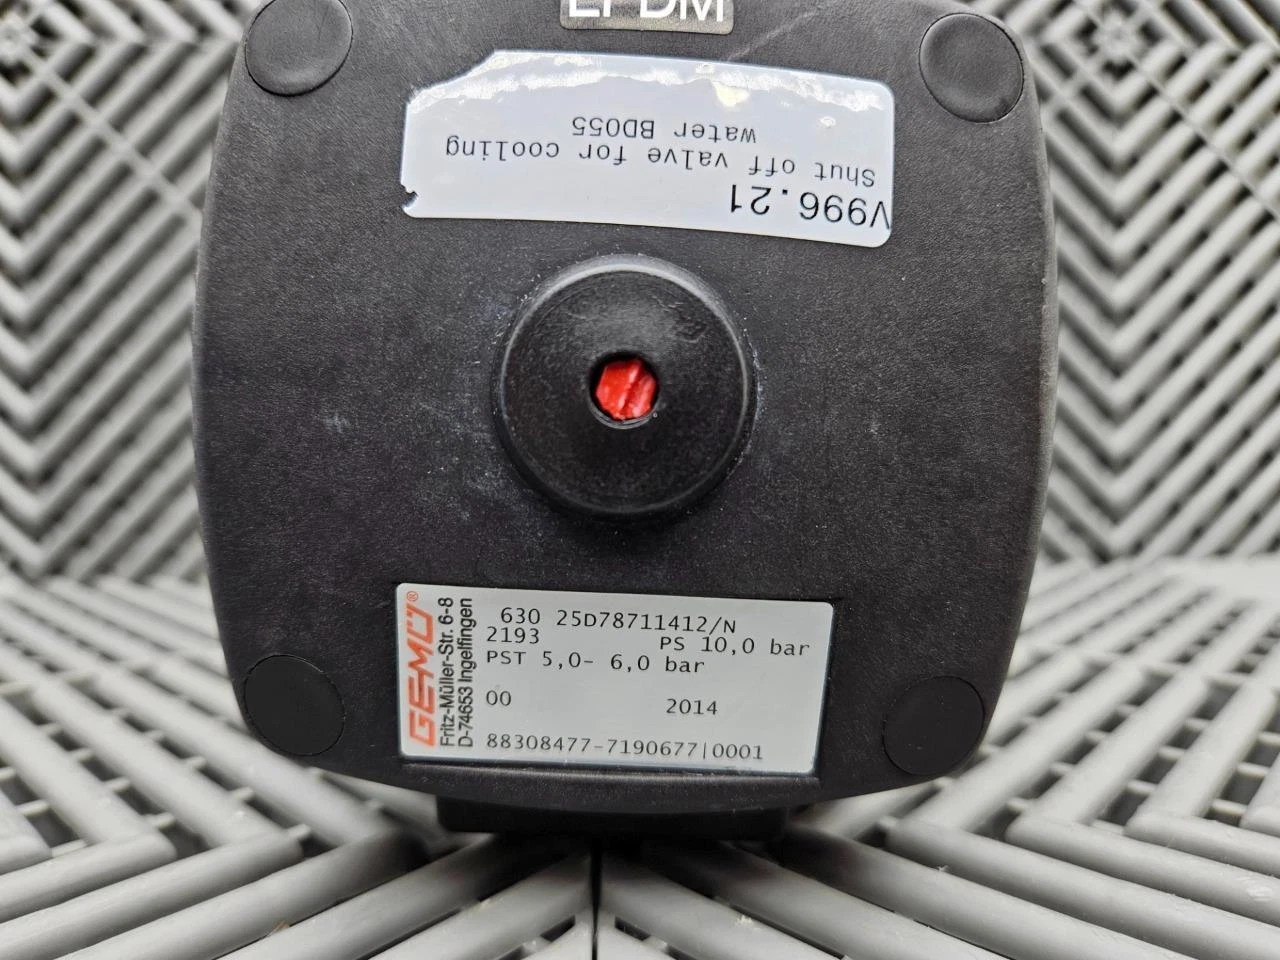 EPDM
V996.21
Shut off valve for cooling
water BD055
GEMÜ®
Fritz-Müller-Str. 6-8
D-74653 Ingelfingen
630 25D78711412/N
2193 PS 10,0 bar
PST 5,0- 6,0 bar
00 2014
88308477-7190677|0001